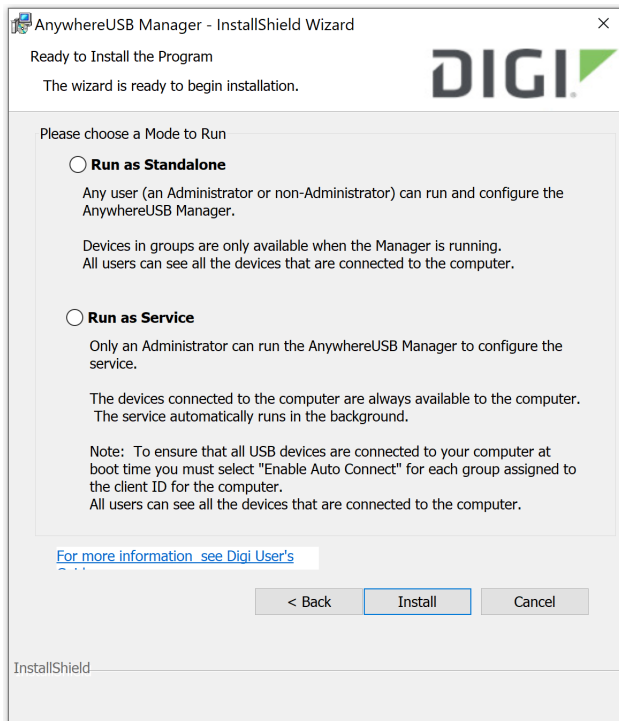 AnywhereUSB Manager - InstallShield Wizard
Ready to Install the Program
The wizard is ready to begin installation.
DIGI
Please choose a Mode to Run
Run as Standalone
Any user (an Administrator or non-Administrator) can run and configure the
AnywhereUSB Manager.
Devices in groups are only available when the Manager is running.
All users can see all the devices that are connected to the computer.
Run as Service
Only an Administrator can run the AnywhereUSB Manager to configure the
service.
The devices connected to the computer are always available to the computer.
The service automatically runs in the background.
Note: To ensure that all USB devices are connected to your computer at
boot time you must select "Enable Auto Connect" for each group assigned to
the client ID for the computer.
All users can see all the devices that are connected to the computer.
For more information see Digi User's
< Back Install Cancel
InstallShield